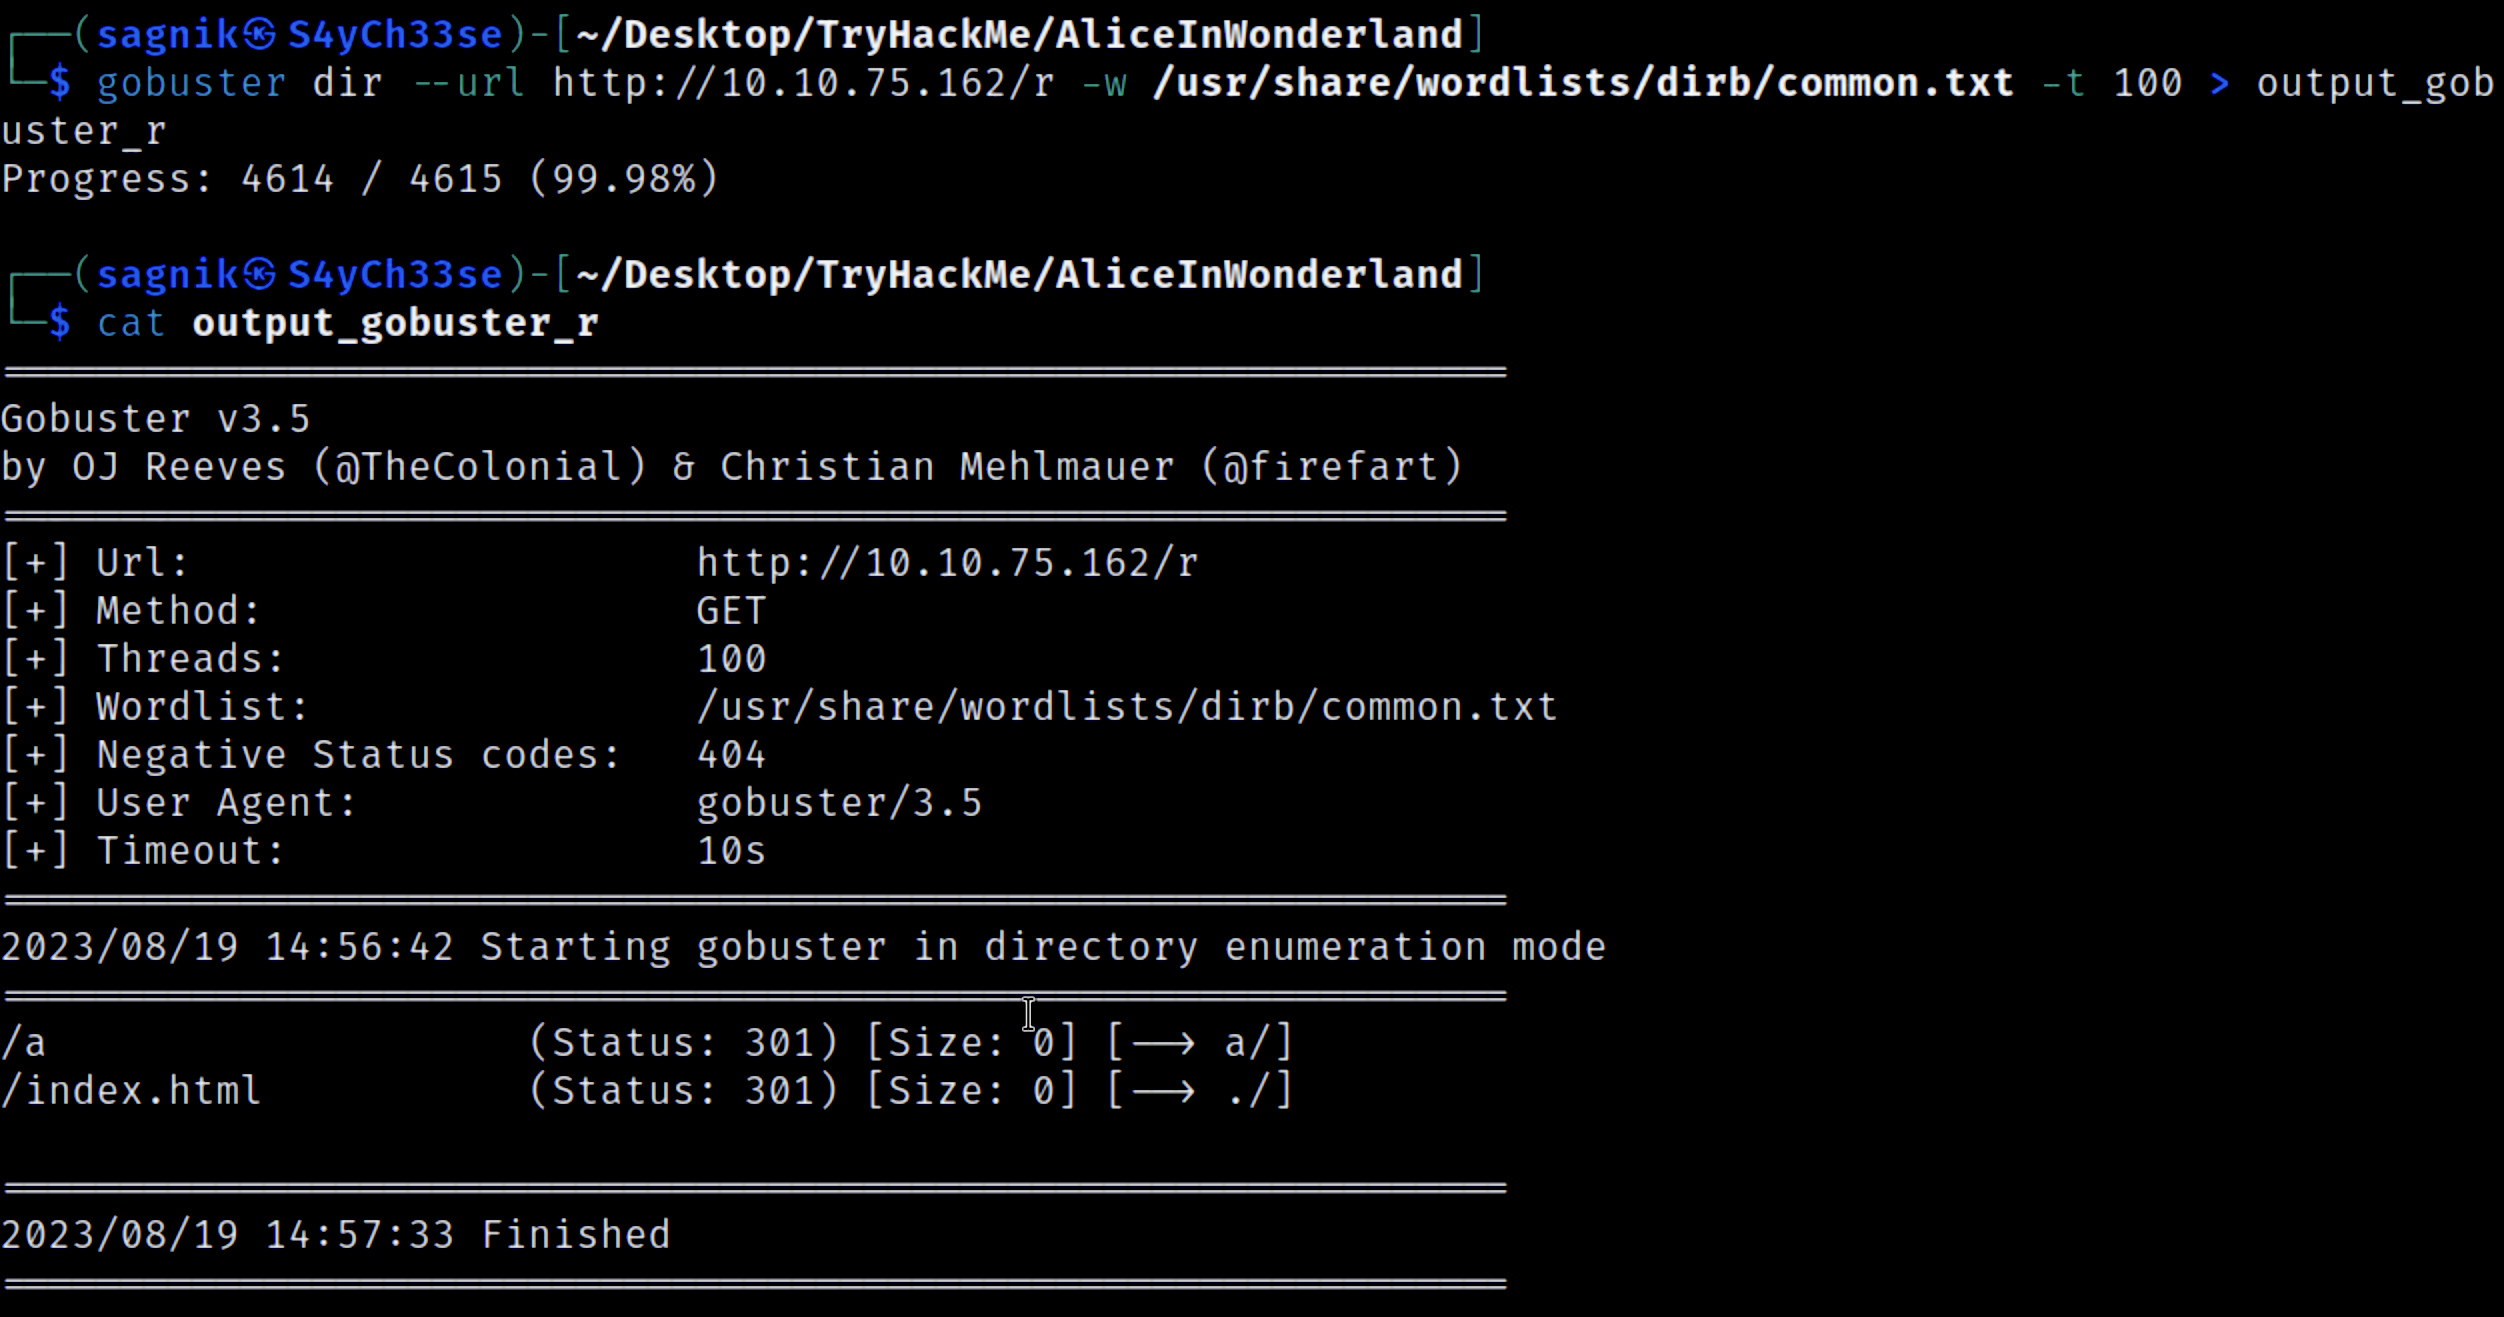 ┌──(sagnik㉿S4yCh33se)-[~/Desktop/TryHackMe/AliceInWonderland]
└─$ gobuster dir --url http://10.10.75.162/r -w /usr/share/wordlists/dirb/common.txt -t 100 > output_gob
uster_r
Progress: 4614 / 4615 (99.98%)
┌──(sagnik㉿S4yCh33se)-[~/Desktop/TryHackMe/AliceInWonderland]
└─$ cat output_gobuster_r
===============================================================
Gobuster v3.5
by OJ Reeves (@TheColonial) & Christian Mehlmauer (@firefart)
===============================================================
[+] Url: http://10.10.75.162/r
[+] Method: GET
[+] Threads: 100
[+] Wordlist: /usr/share/wordlists/dirb/common.txt
[+] Negative Status codes: 404
[+] User Agent: gobuster/3.5
[+] Timeout: 10s
===============================================================
2023/08/19 14:56:42 Starting gobuster in directory enumeration mode
===============================================================
/a (Status: 301) [Size: 0] [--> a/]
/index.html (Status: 301) [Size: 0] [--> ./]
===============================================================
2023/08/19 14:57:33 Finished
===============================================================